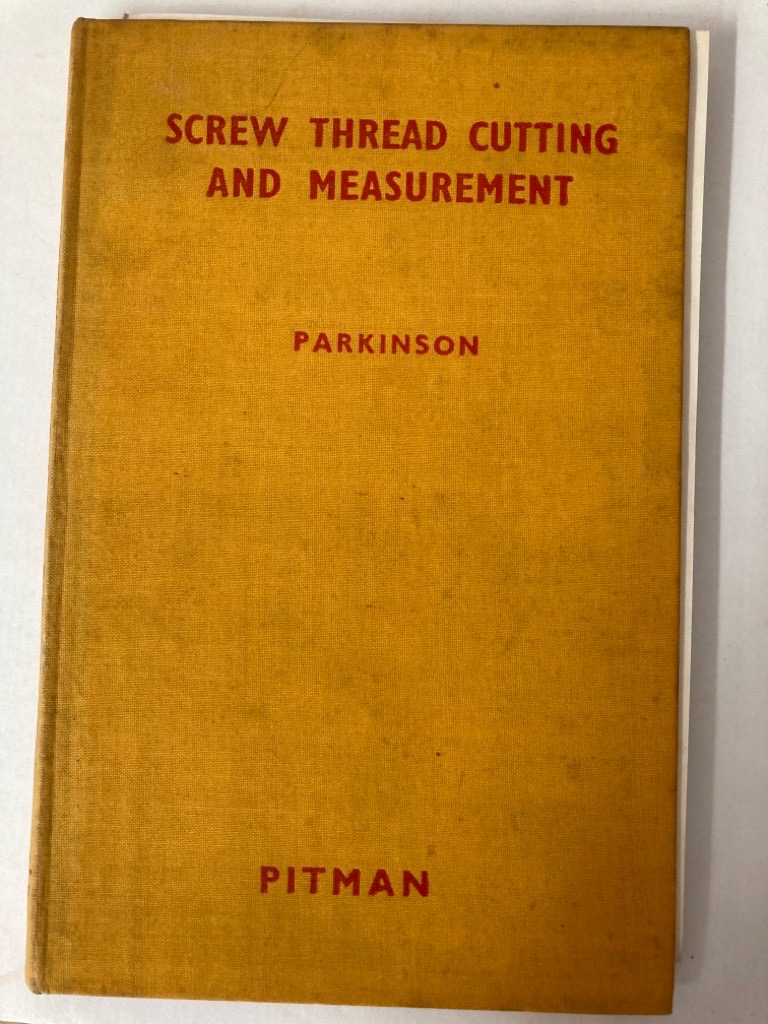 SCREW THREAD CUTTING
AND MEASUREMENT
PARKINSON
PITMAN